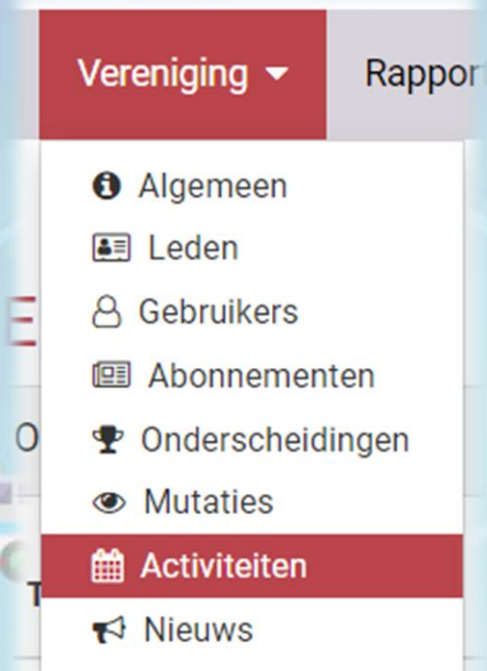 Vereniging Rappor
Algemeen
Leden
Gebruikers
E
Abonnementen
O Onderscheidingen
Mutaties
Activiteiten
T
Nieuws